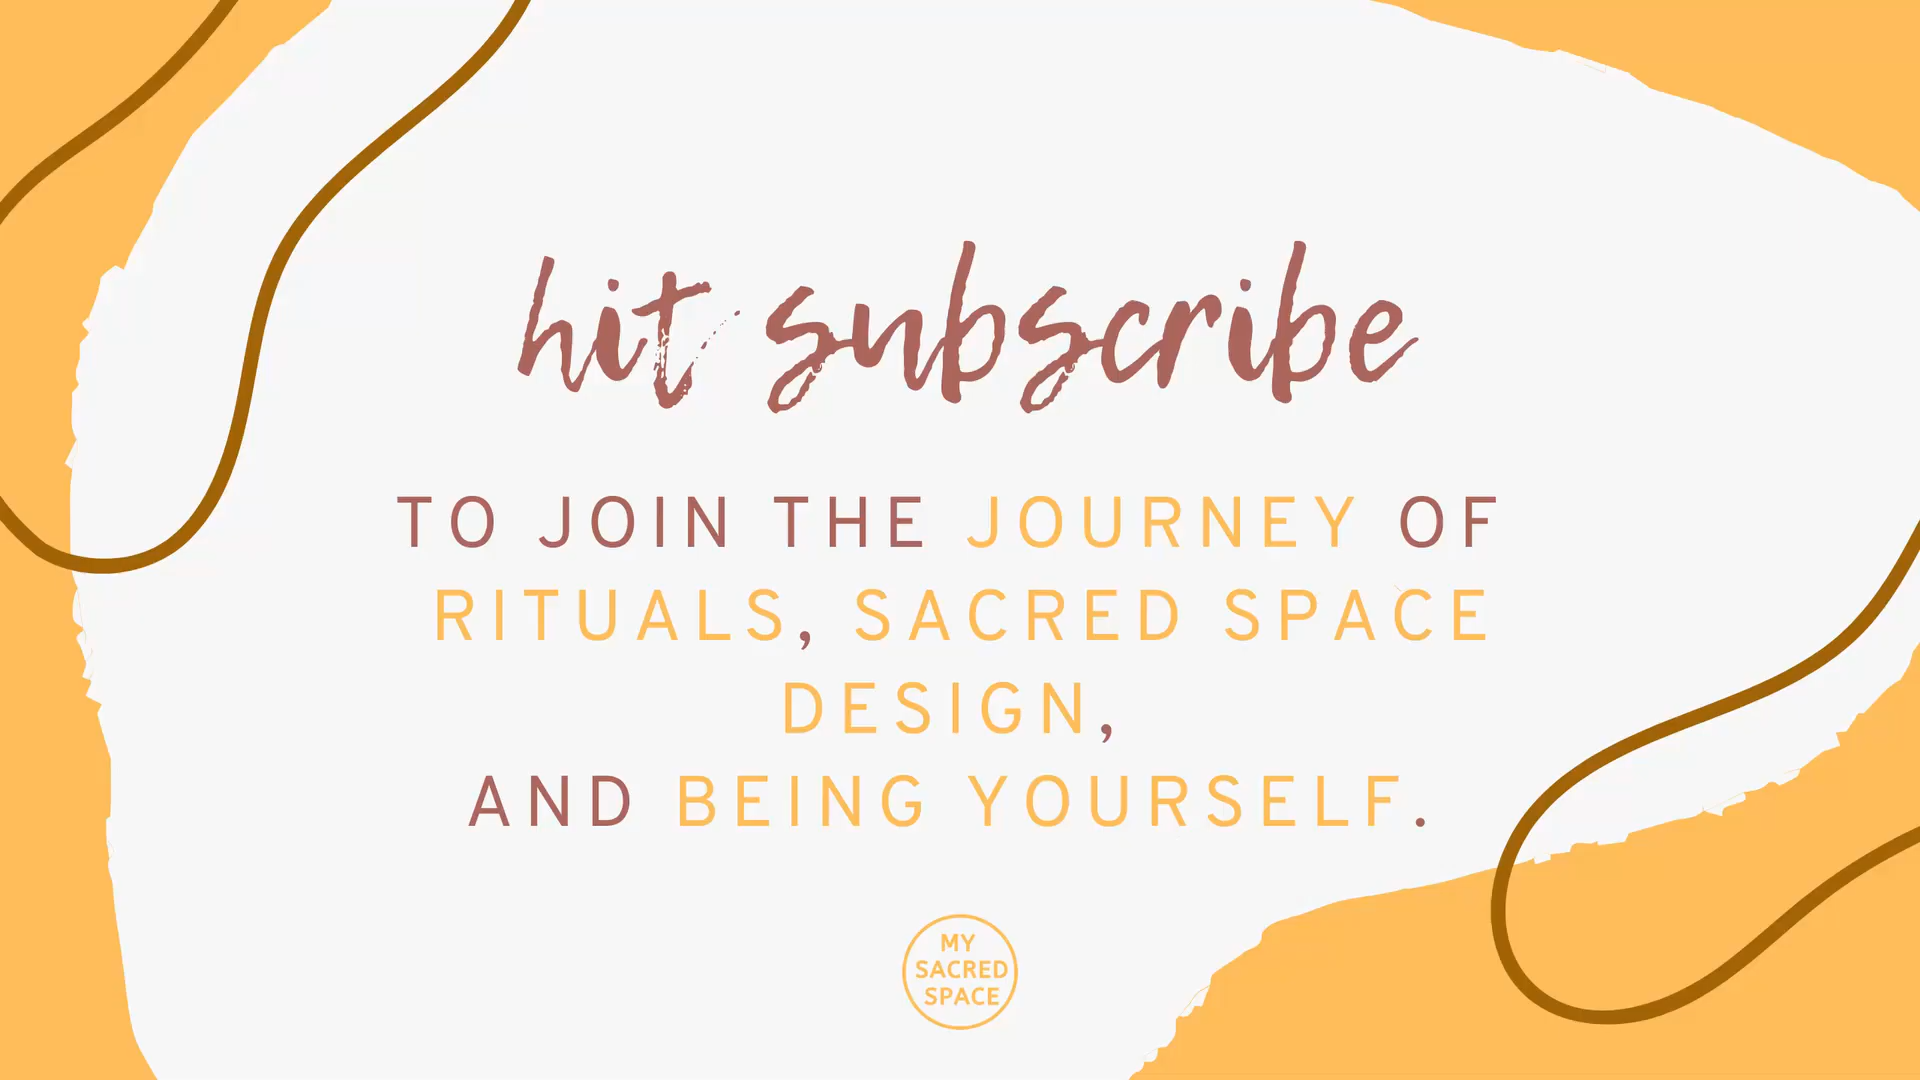 hit subscribe
TO JOIN THE JOURNEY OF
RITUALS, SACRED SPACE
DESIGN,
AND BEING YOURSELF.
MY
SACRED
SPACE